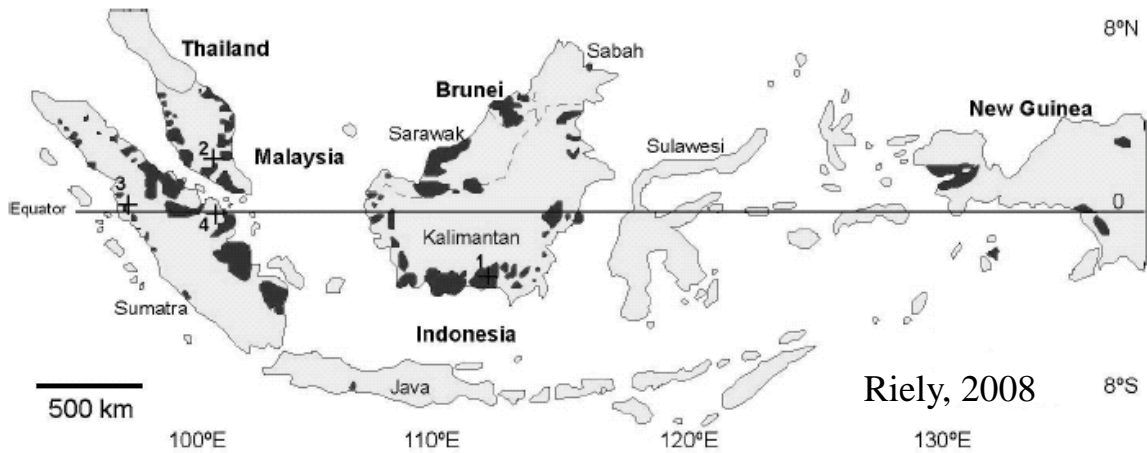 8ºN
Thailand
Sabah
Brunei
New Guinea
Sarawak
Sulawesi
2
Malaysia
3
Equator
0
4
Kalimantan
1
Sumatra
Indonesia
Java
Riely, 2008
8ºS
500 km
100ºE
110ºE
120ºE
130ºE